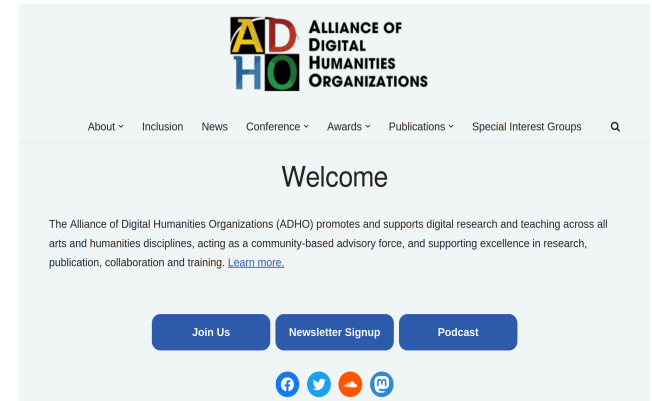 AD
HO
ALLIANCE OF
DIGITAL
HUMANITIES
ORGANIZATIONS
About Inclusion News Conference Awards Publications Special Interest Groups
Welcome
The Alliance of Digital Humanities Organizations (ADHO) promotes and supports digital research and teaching across all
arts and humanities disciplines, acting as a community-based advisory force, and supporting excellence in research,
publication, collaboration and training. Learn more.
Join Us Newsletter Signup Podcast